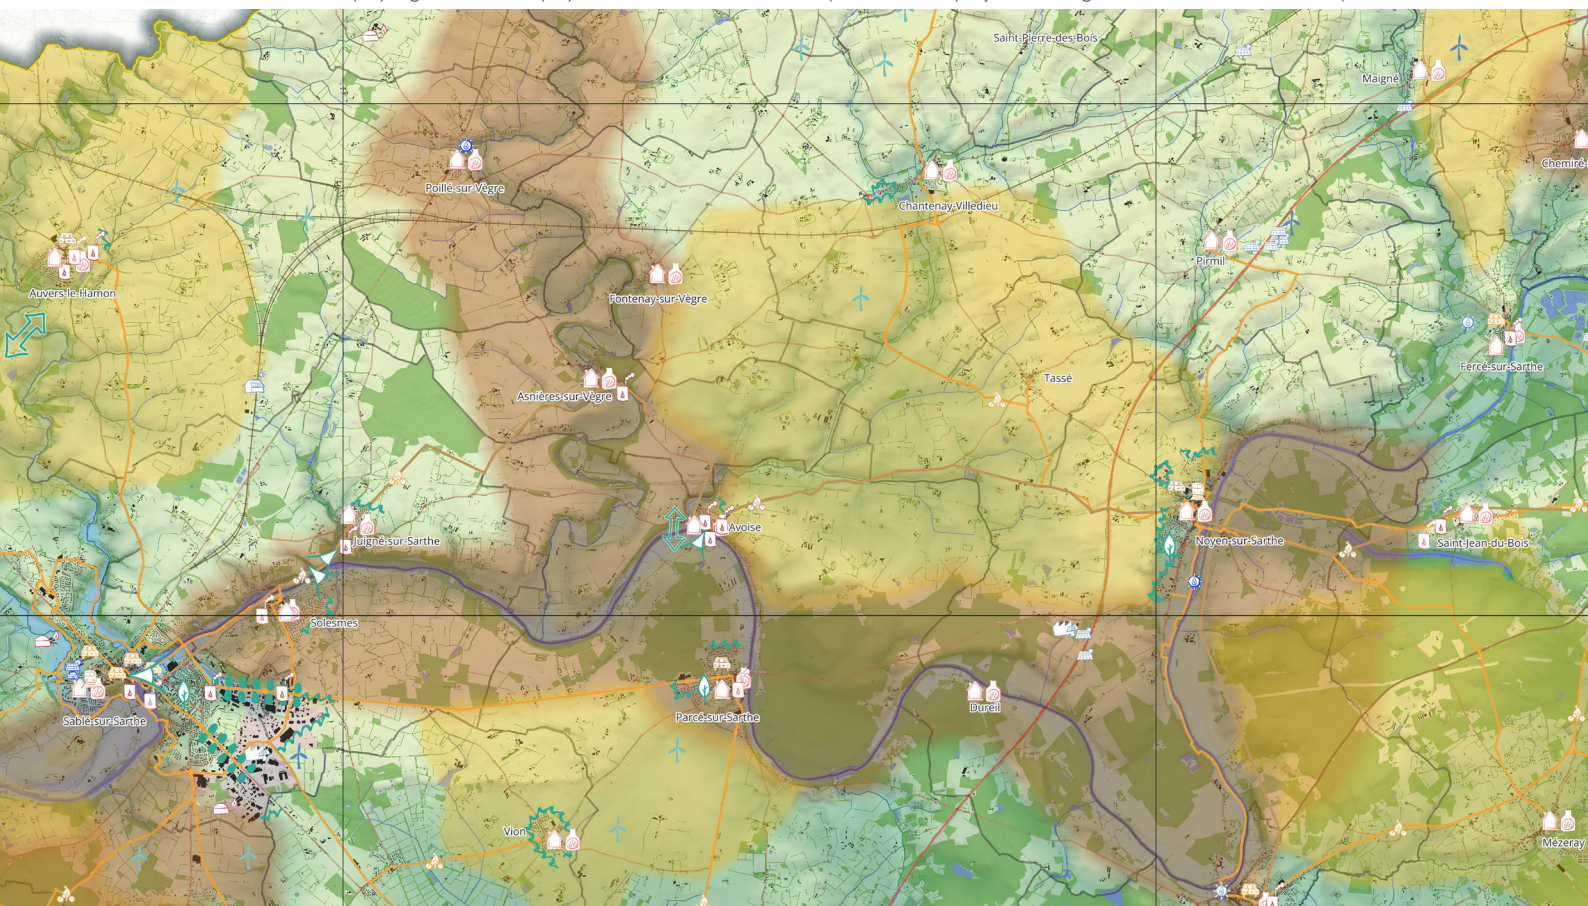 Saint-Pierre-des-Bois
Maigné
Chemiré-
Poillé-sur-Vègre
Chantenay-Villedieu
Pirmil
Auvers-le-Hamon
Fontenay-sur-Vègre
Fercé-sur-Sarthe
Tassé
Asnières-sur-Vègre
Avoise
Juigné-sur-Sarthe
Noyen-sur-Sarthe
Saint-Jean-du-Bois
Solesmes
Dureil
Parcé-sur-Sarthe
Sablé-sur-Sarthe
Vion
Mézeray